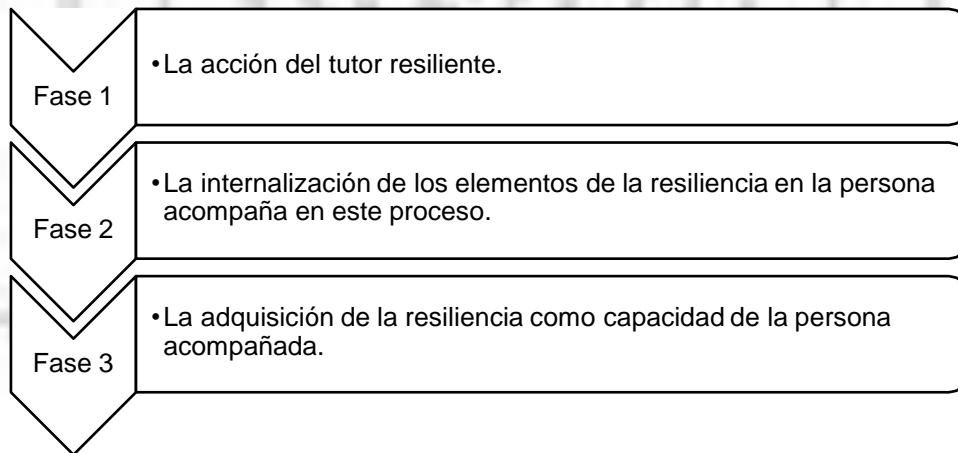 Fase 1
•La acción del tutor resiliente.
Fase 2
•La internalización de los elementos de la resiliencia en la persona
acompaña en este proceso.
Fase 3
•La adquisición de la resiliencia como capacidad de la persona
acompañada.